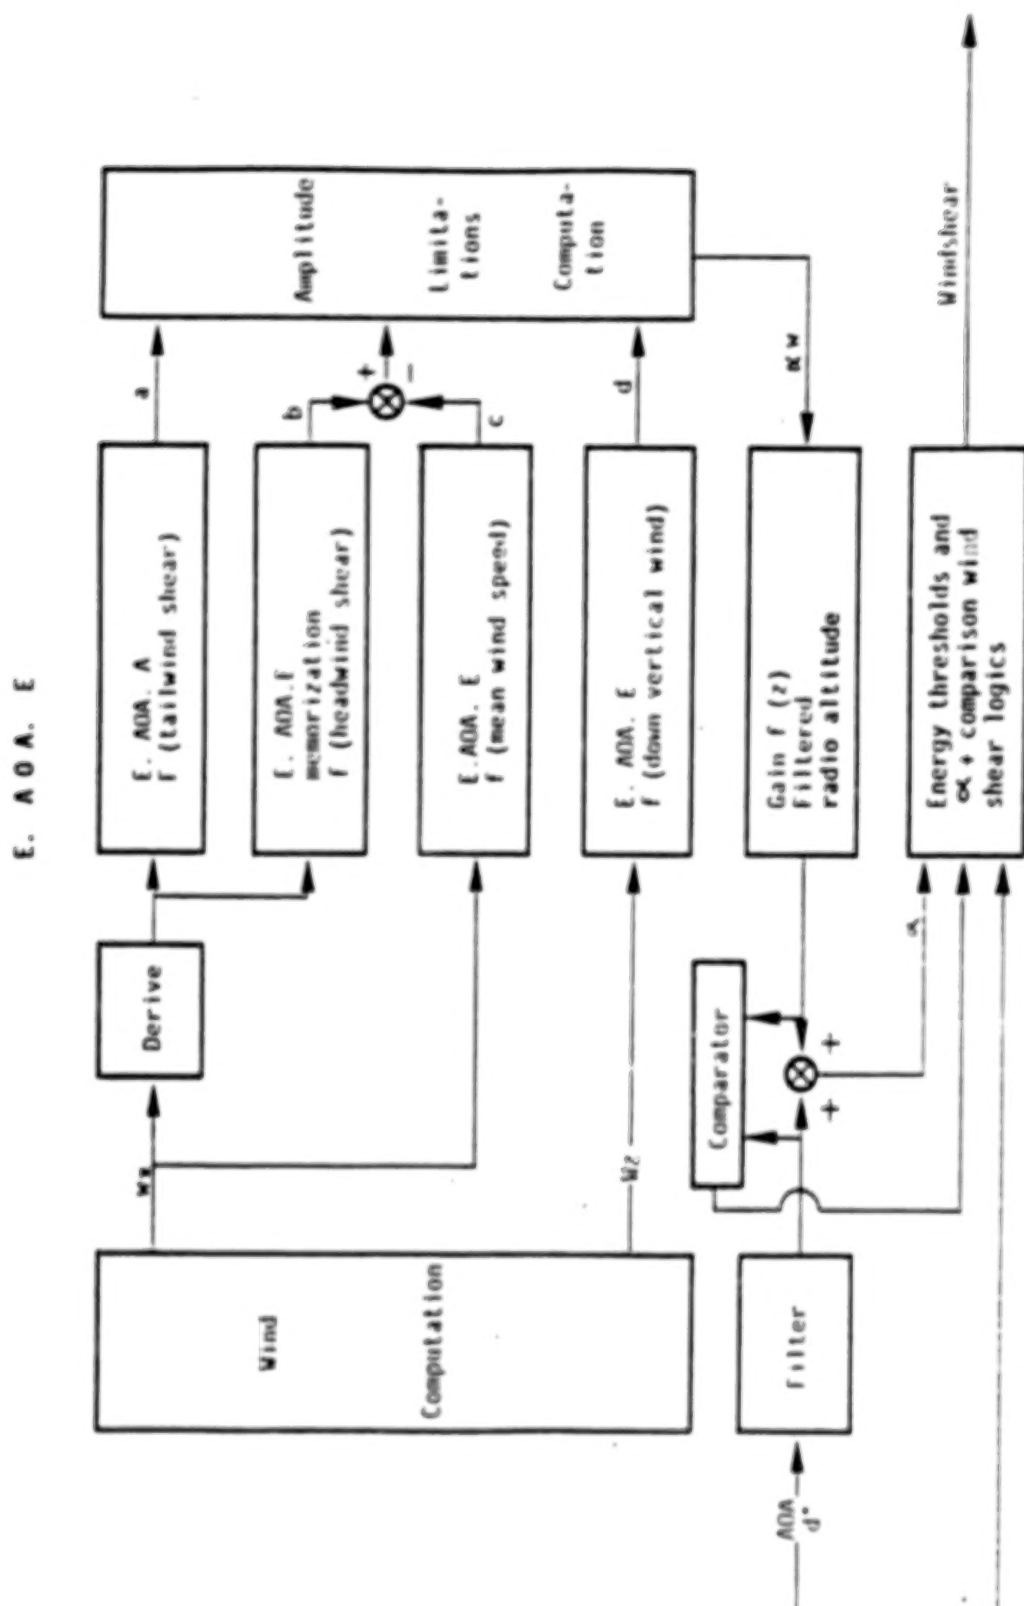 E. AOA. E
Wind
Computation
Wx
Wz
Derive
E. AOA. A
F (tailwind shear)
E. AOA.E
memorization
f (headwind shear)
E.AOA. E
f (mean wind speed)
E. AOA. E
f (down vertical wind)
a
b
+
−
c
d
Amplitude
Limita-
tions
Computa-
tion
∝ w
AOA
d°
Filter
Comparator
+
+
∝
Gain f (z)
Filtered
radio altitude
Energy thresholds and
∝ + comparison wind
shear logics
Windshear